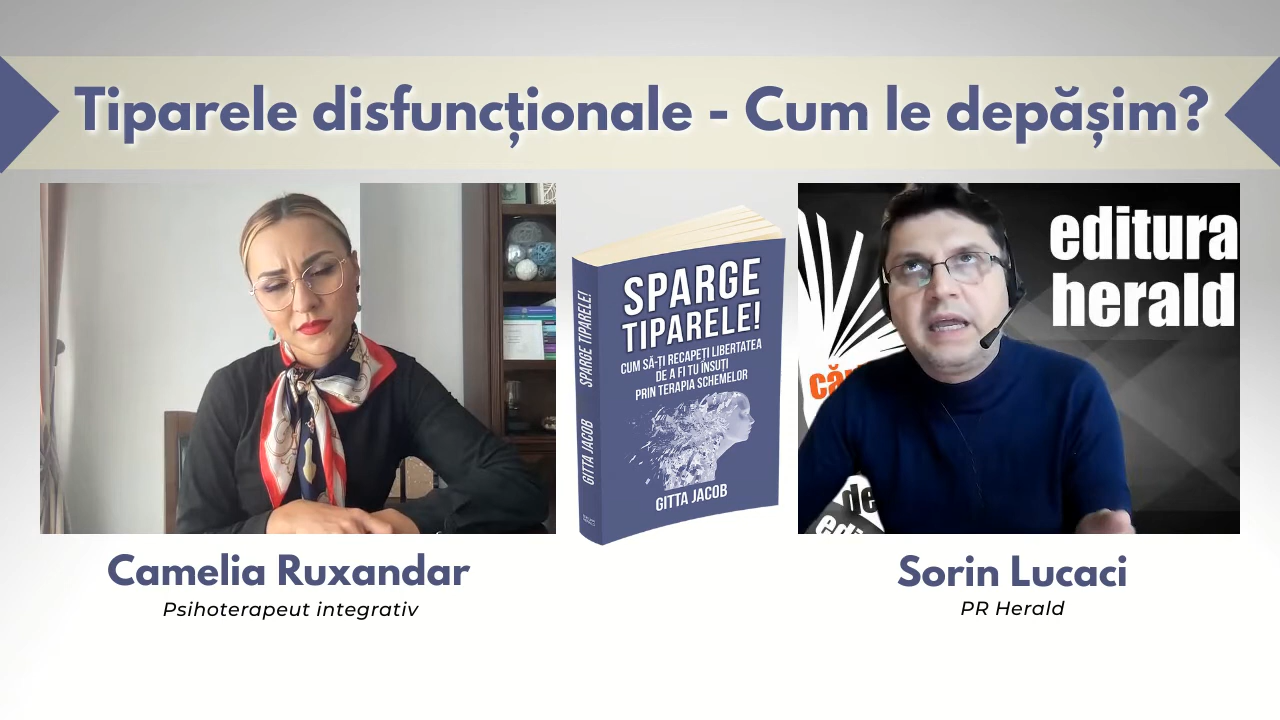 Tiparele disfuncționale - Cum le depășim?
SPARGE TIPARELE!
GITTA JACOB
SPARGE
TIPARELE!
CUM SĂ-ȚI RECAPEȚI LIBERTATEA
DE A FI TU ÎNSUȚI
PRIN TERAPIA SCHEMELOR
GITTA JACOB
editura
herald
de
Camelia Ruxandar
Psihoterapeut integrativ
Sorin Lucaci
PR Herald